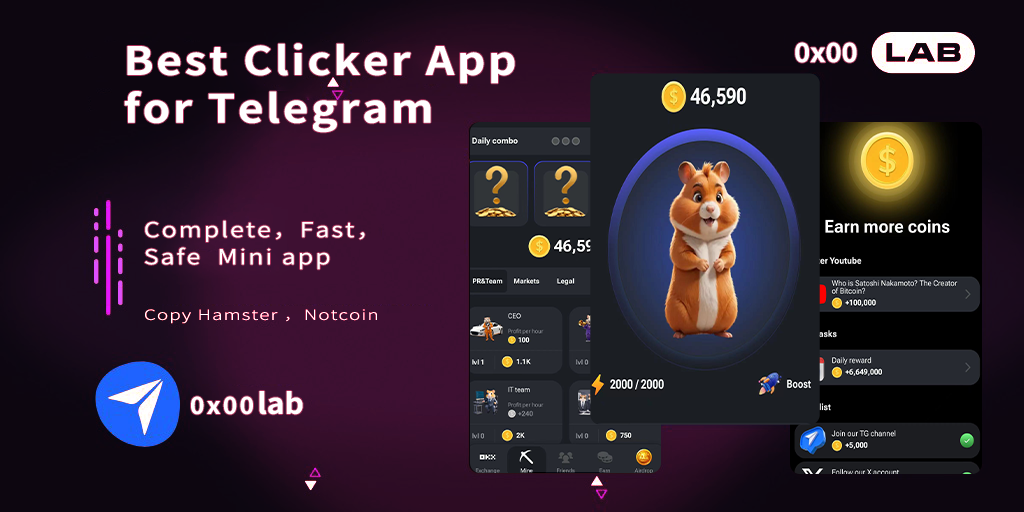 Best Clicker App
for Telegram
0x00 LAB
Complete, Fast,
Safe Mini app
Copy Hamster , Notcoin
0x00lab
Daily combo
? ?
46,59
PR&Team Markets Legal
CEO
Profit per hour
100
lvl 1 1.1K lvl 0
IT team
Profit per hour
+240
lvl 0 2K lvl 0 750
Exchange Mine Friends Earn Airdrop
46,590
2000 / 2000 Boost
Earn more coins
er Youtube
Who is Satoshi Nakamoto? The Creator
of Bitcoin?
+100,000
asks
Daily reward
+6,649,000
list
Join our TG channel
+5,000
Follow our X account